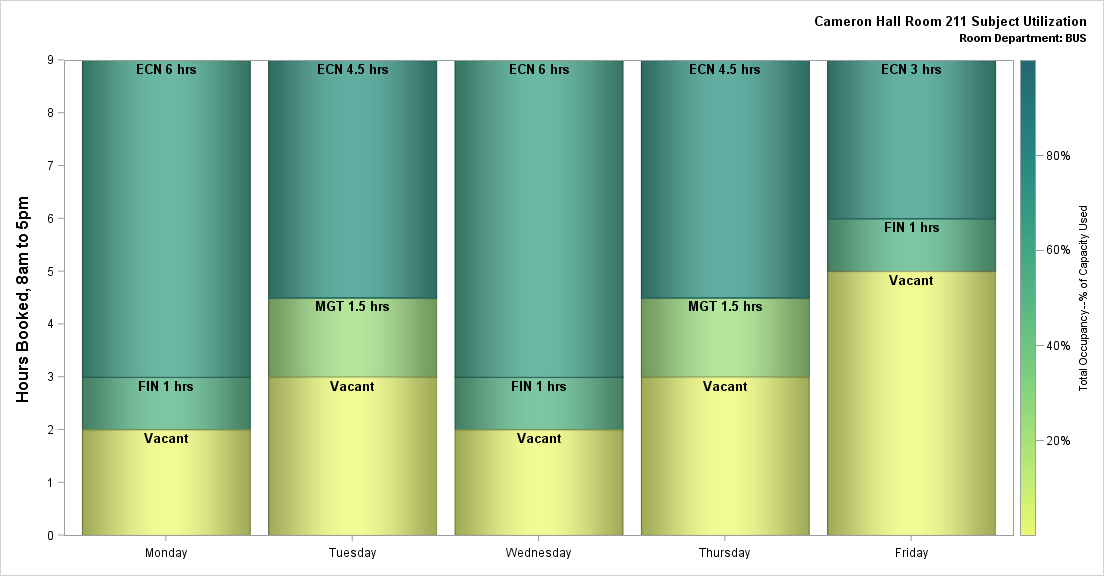 Cameron Hall Room 211 Subject Utilization
Room Department: BUS
Hours Booked, 8am to 5pm
9
8
7
6
5
4
3
2
1
0
ECN 6 hrs
FIN 1 hrs
Vacant
ECN 4.5 hrs
MGT 1.5 hrs
Vacant
ECN 6 hrs
FIN 1 hrs
Vacant
ECN 4.5 hrs
MGT 1.5 hrs
Vacant
ECN 3 hrs
FIN 1 hrs
Vacant
Monday
Tuesday
Wednesday
Thursday
Friday
80%
60%
40%
20%
Total Occupancy--% of Capacity Used